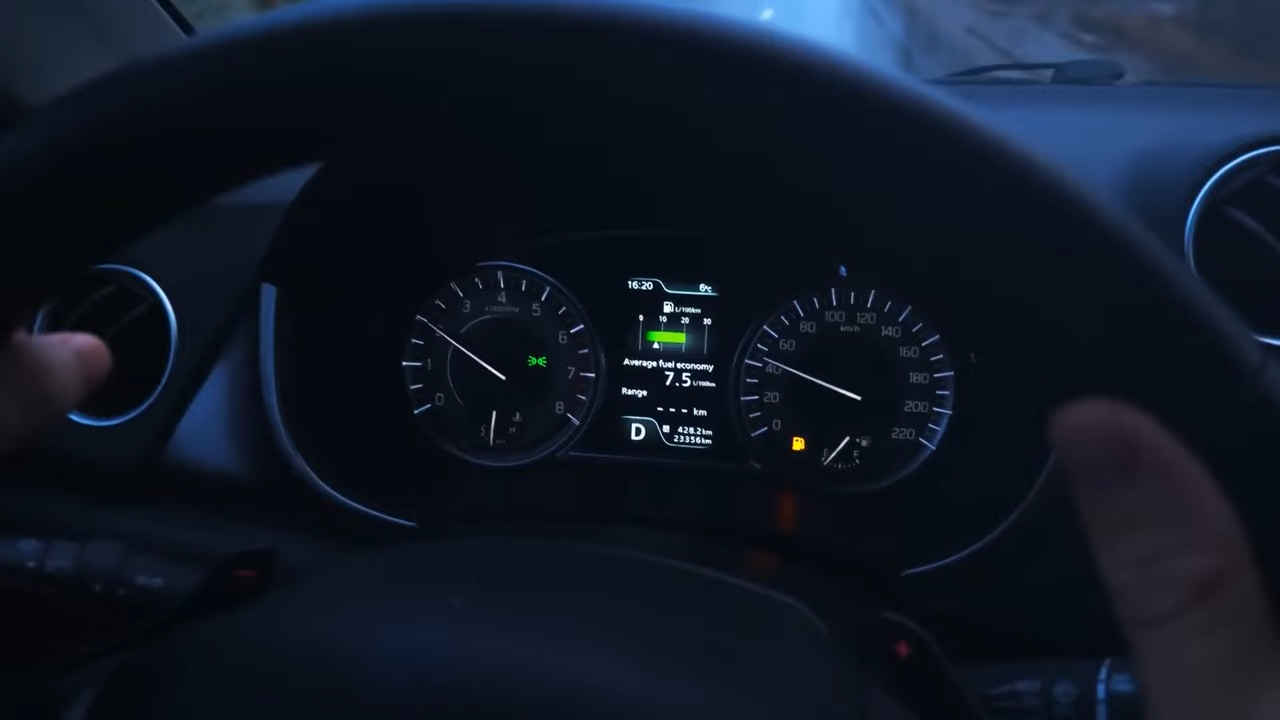 16:20 6°C
L/100km
0 10 20 30
Average fuel economy
7.5 L/100km
Range
--- km
D
428.2 km
23356 km
0 1 3 4 5 6 7 8
x1000RPM
H
0 20 40 60 80 100 120 140 160 180 200 220
km/h
E F